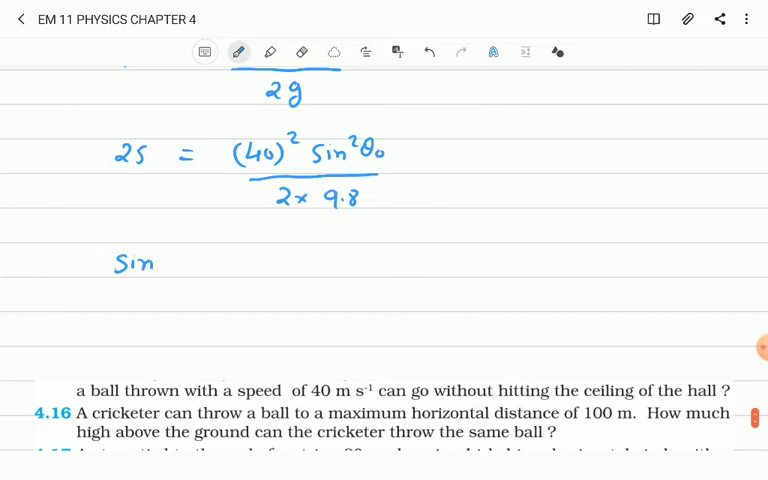 EM 11 PHYSICS CHAPTER 4
2g
25 = (40)² sin²θ₀
2 × 9.8
sin
a ball thrown with a speed of 40 m s⁻¹ can go without hitting the ceiling of the hall ?
4.16 A cricketer can throw a ball to a maximum horizontal distance of 100 m. How much
high above the ground can the cricketer throw the same ball ?